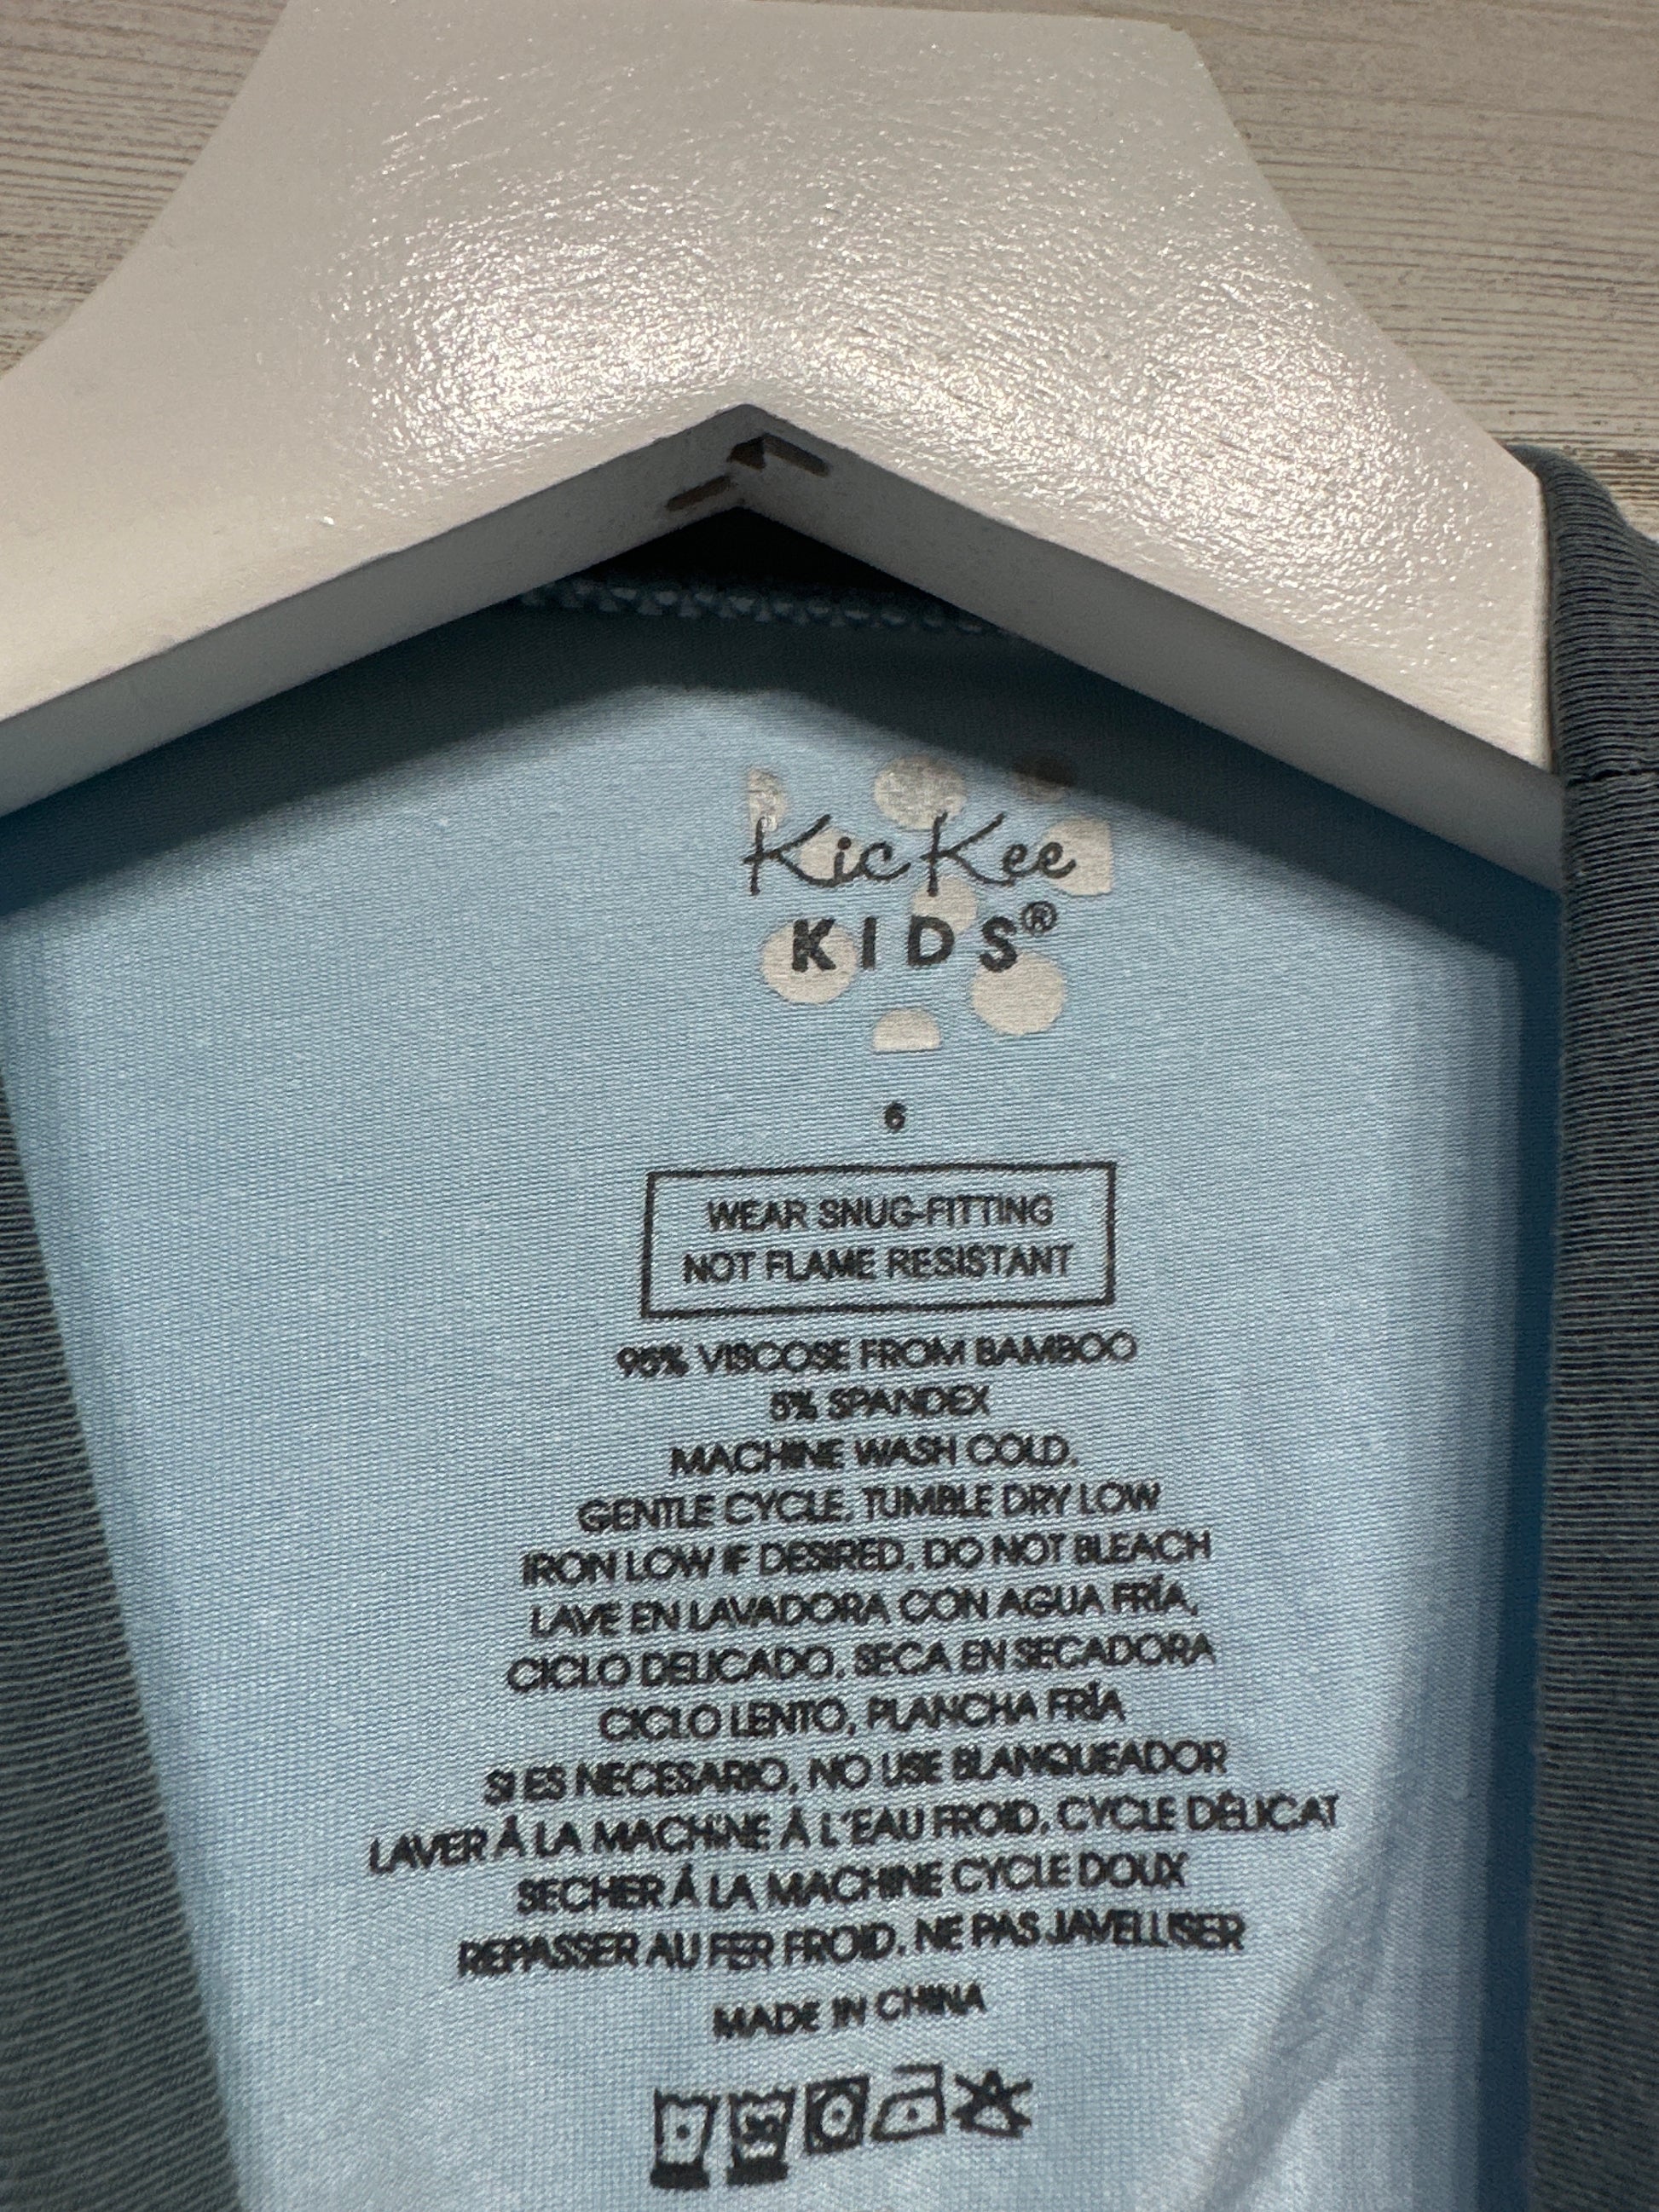 KicKee
KIDS®
6
WEAR SNUG-FITTING
NOT FLAME RESISTANT
95% VISCOSE FROM BAMBOO
5% SPANDEX
MACHINE WASH COLD.
GENTLE CYCLE, TUMBLE DRY LOW
IRON LOW IF DESIRED, DO NOT BLEACH
LAVE EN LAVADORA CON AGUA FRÍA,
CICLO DELICADO, SECA EN SECADORA
CICLO LENTO, PLANCHA FRÍA
SI ES NECESARIO, NO USE BLANQUEADOR
LAVER Á LA MACHINE Á L'EAU FROID, CYCLE DÉLICAT
SECHER Á LA MACHINE CYCLE DOUX
REPASSER AU FER FROID. NE PAS JAVELLISER
MADE IN CHINA